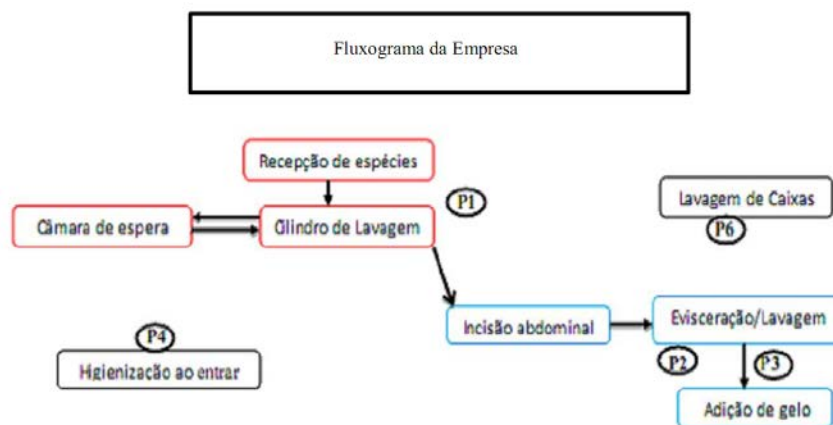 Fluxograma da Empresa
Recepção de espécies
P1
Lavagem de Caixas
P6
Câmara de espera
Cilindro de Lavagem
Incisão abdominal
Evisceração/Lavagem
P4
P2
P3
Higienização ao entrar
Adição de gelo